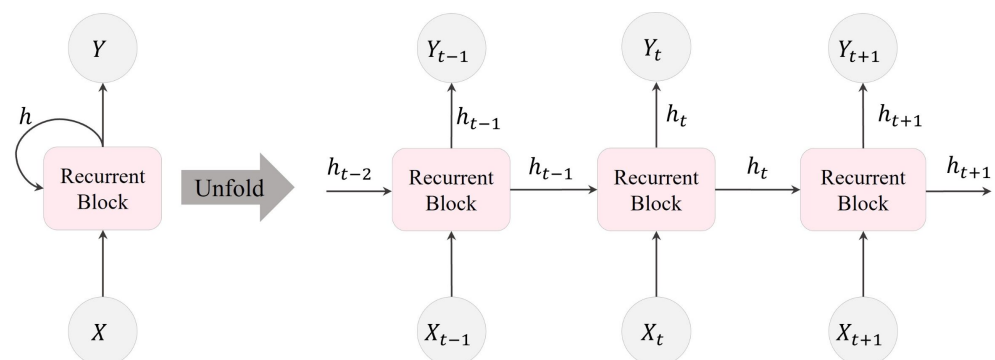 Y
h
Recurrent
Block
X
Unfold
Y_{t-1}
Y_t
Y_{t+1}
h_{t-1}
h_t
h_{t+1}
h_{t-2}
Recurrent
Block
h_{t-1}
Recurrent
Block
h_t
Recurrent
Block
h_{t+1}
X_{t-1}
X_t
X_{t+1}